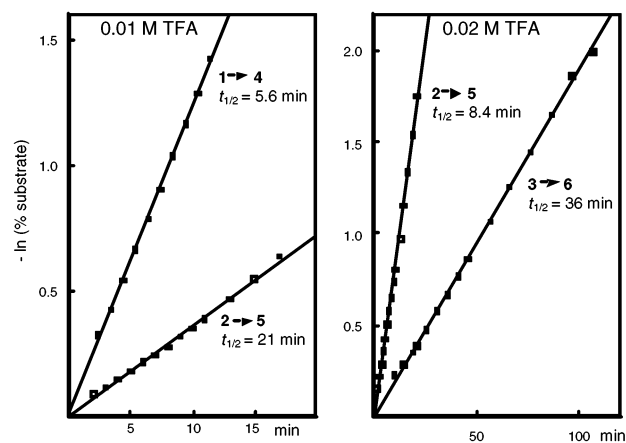 0.01 M TFA
0.02 M TFA
- ln (% substrate)
1.5
1.0
0.5
5
10
15
min
1 → 4
t1/2 = 5.6 min
2 → 5
t1/2 = 21 min
2.0
1.5
1.0
0.5
50
100
min
2 → 5
t1/2 = 8.4 min
3 → 6
t1/2 = 36 min